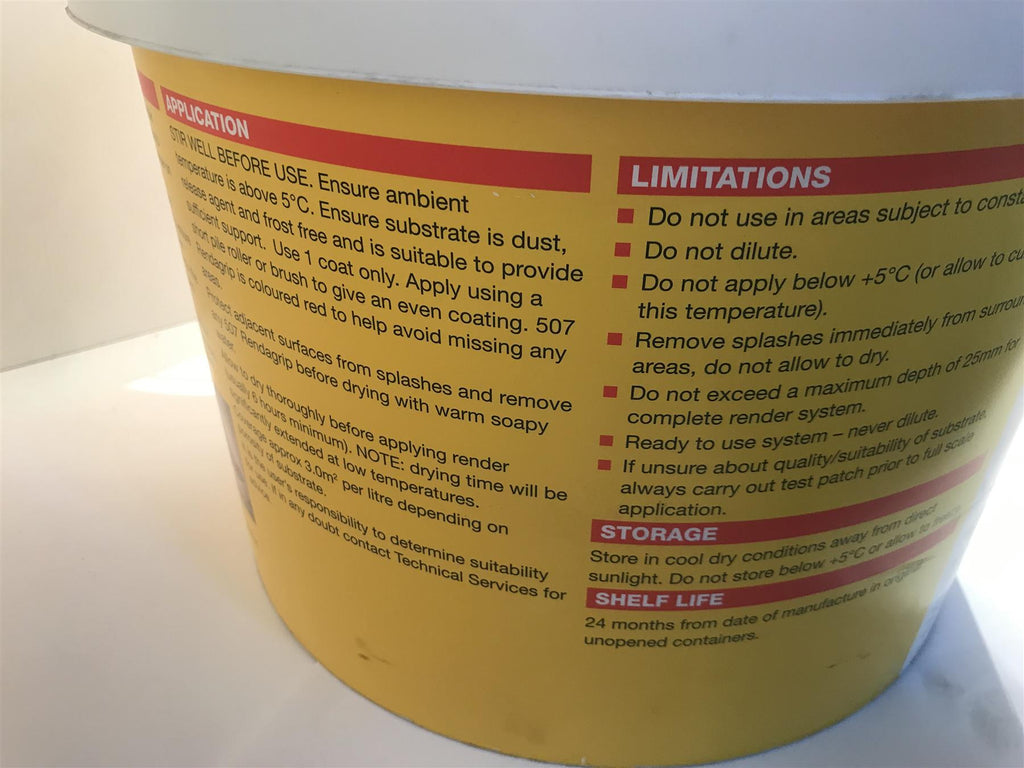 APPLICATION
STIR WELL BEFORE USE. Ensure ambient
temperature is above 5°C. Ensure substrate is dust,
release agent and frost free and is suitable to provide
sufficient support. Use 1 coat only. Apply using a
short pile roller or brush to give an even coating. 507
Rendagrip is coloured red to help avoid missing any
areas.
Protect adjacent surfaces from splashes and remove
any 507 Rendagrip before drying with warm soapy
water.
Allow to dry thoroughly before applying render
(usually 6 hours minimum). NOTE: drying time will be
significantly extended at low temperatures.
Coverage approx 3.0m² per litre depending on
porosity of substrate.
It is the user's responsibility to determine suitability
for use, if in any doubt contact Technical Services for
LIMITATIONS
Do not use in areas subject to
Do not dilute.
Do not apply below +5°C (or allow to
this temperature).
Remove splashes immediately from
areas, do not allow to dry.
Do not exceed a maximum depth of 25mm for
complete render system.
Ready to use system – never dilute.
If unsure about quality/suitability of substrate,
always carry out test patch prior to full scale
application.
STORAGE
Store in cool dry conditions away from direct
sunlight. Do not store below +5°C or allow to freeze.
SHELF LIFE
24 months from date of manufacture in original
unopened containers.